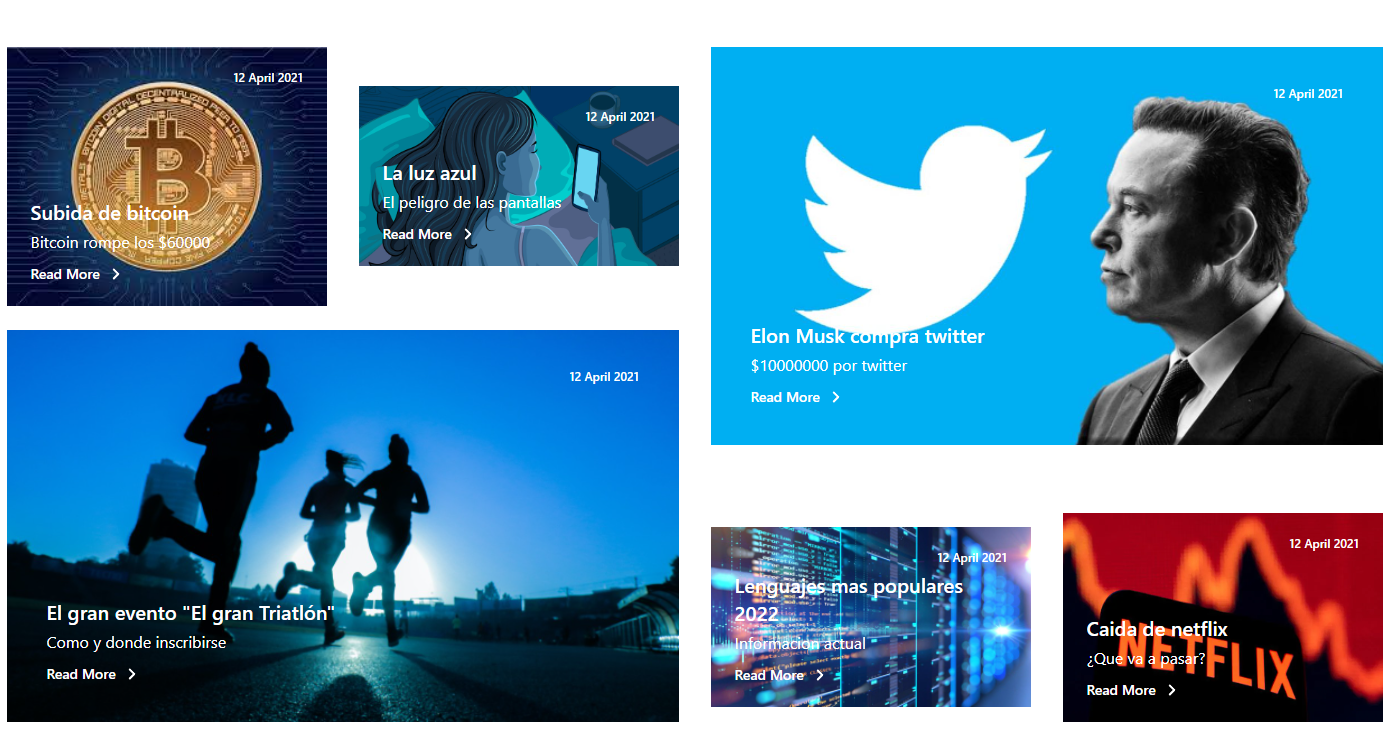 12 April 2021
Subida de bitcoin
Bitcoin rompe los $60000
Read More
12 April 2021
La luz azul
El peligro de las pantallas
Read More
12 April 2021
Elon Musk compra twitter
$10000000 por twitter
Read More
12 April 2021
El gran evento "El gran Triatlón"
Como y donde inscribirse
Read More
12 April 2021
Lenguajes mas populares
2022
Información actual
Read More
12 April 2021
Caida de netflix
¿Que va a pasar?
Read More
NETFLIX